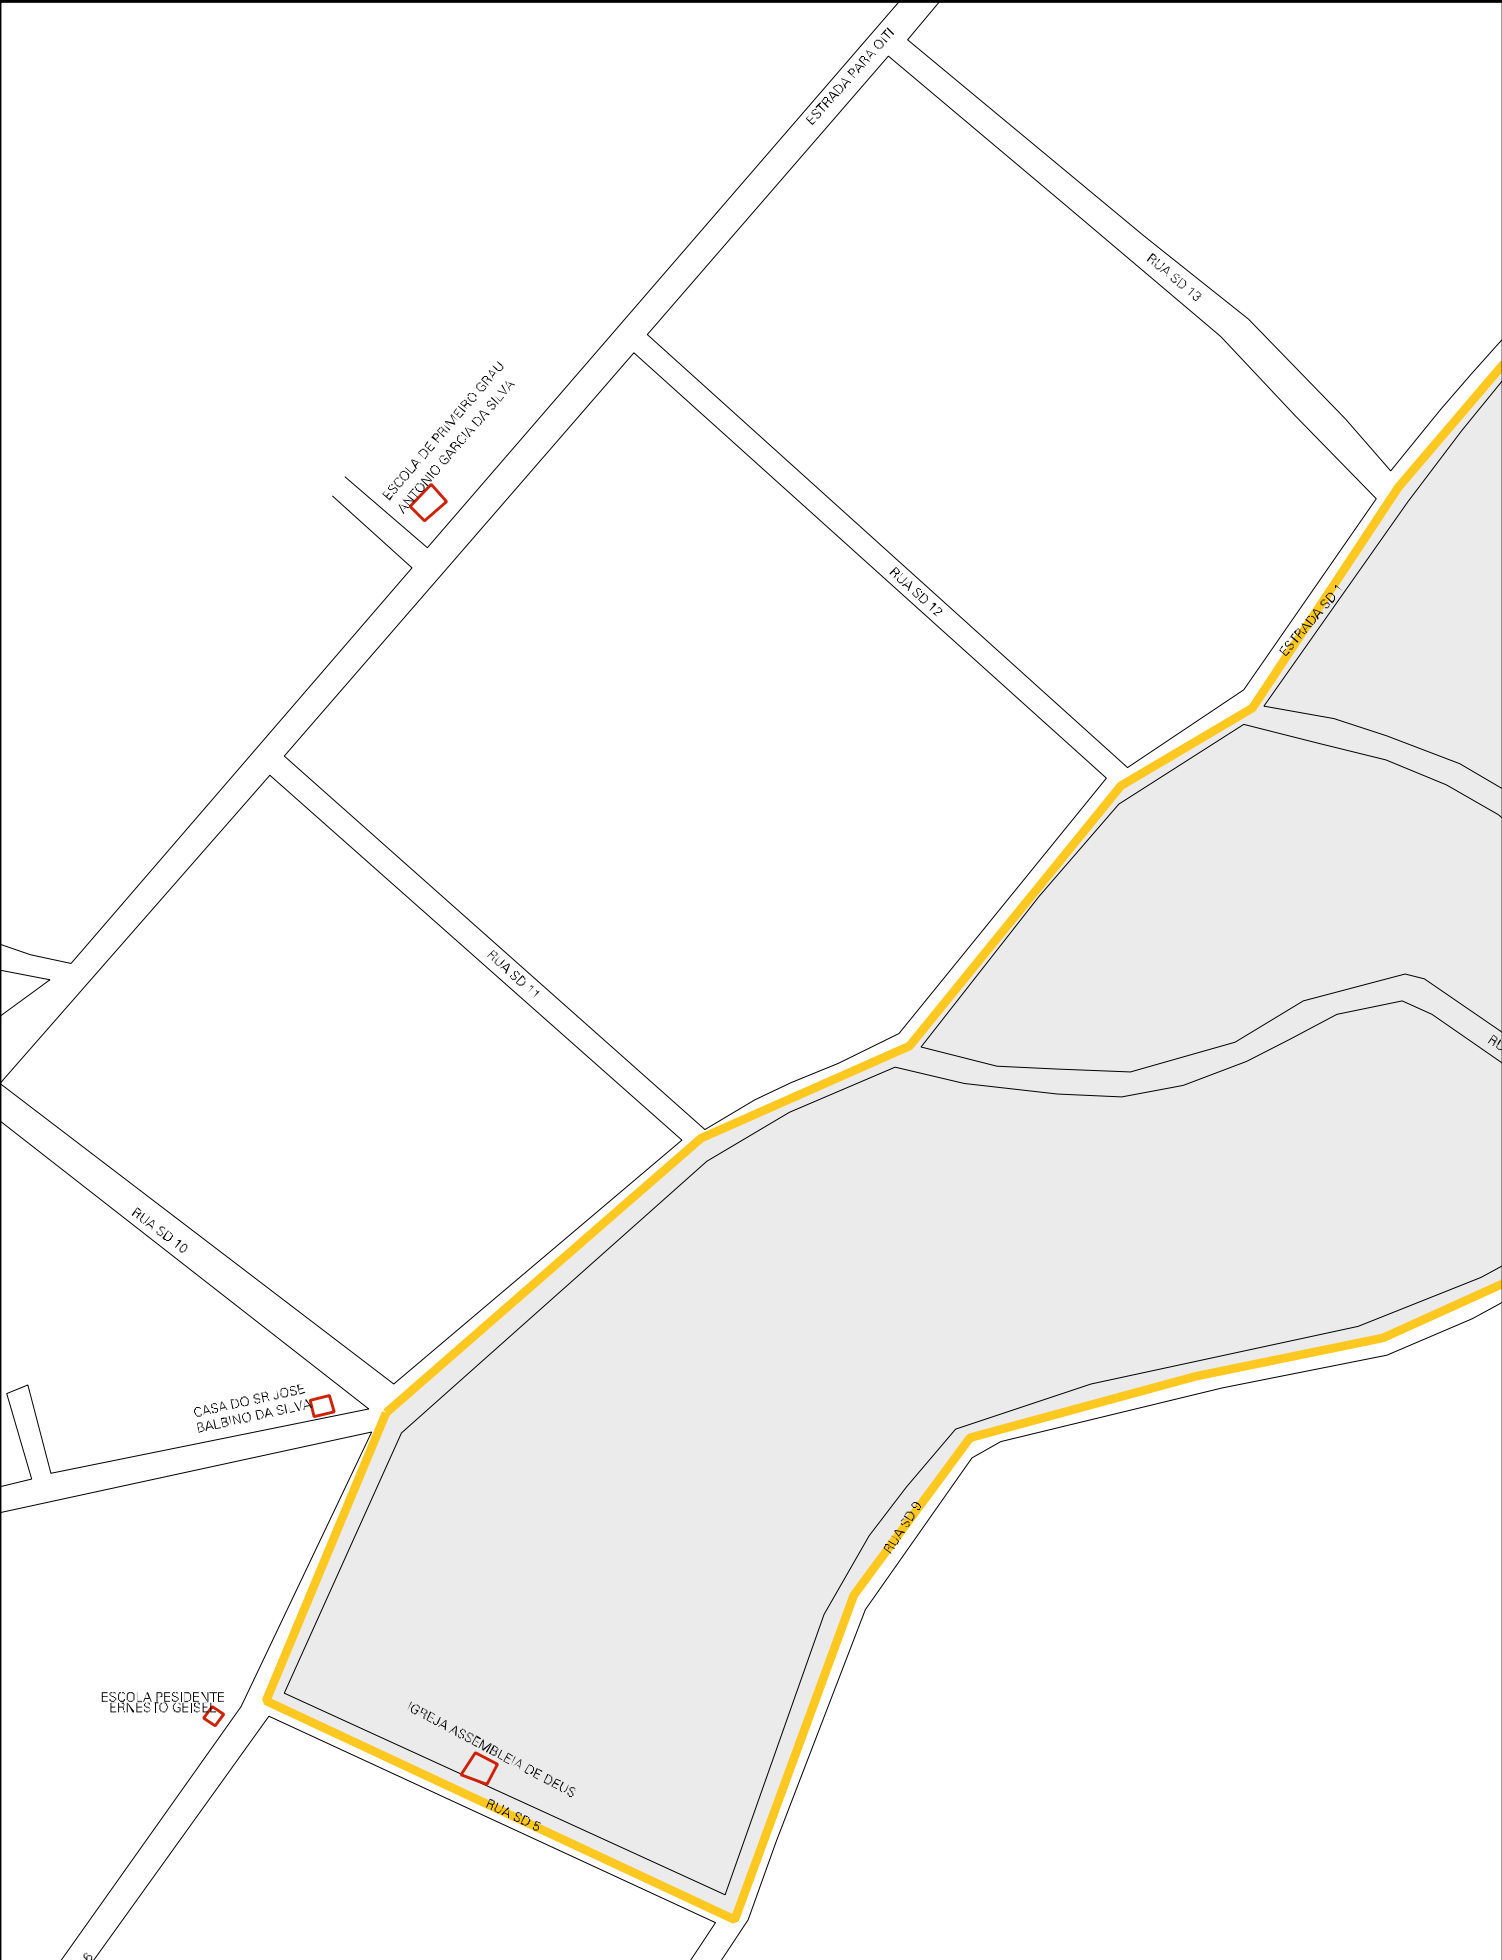 ESTRADA PARA OITI
RUA SD 13
ESCOLA DE PRIMEIRO GRAU
ANTONIO GARCIA DA SILVA
RUA SD 12
ESTRADA SD 1
RUA SD 11
RUA SD 10
CASA DO SR JOSE
BALBINO DA SILVA
RUA SD 9
ESCOLA PESIDENTE
ERNESTO GEISEL
IGREJA ASSEMBLEIA DE DEUS
RUA SD 5